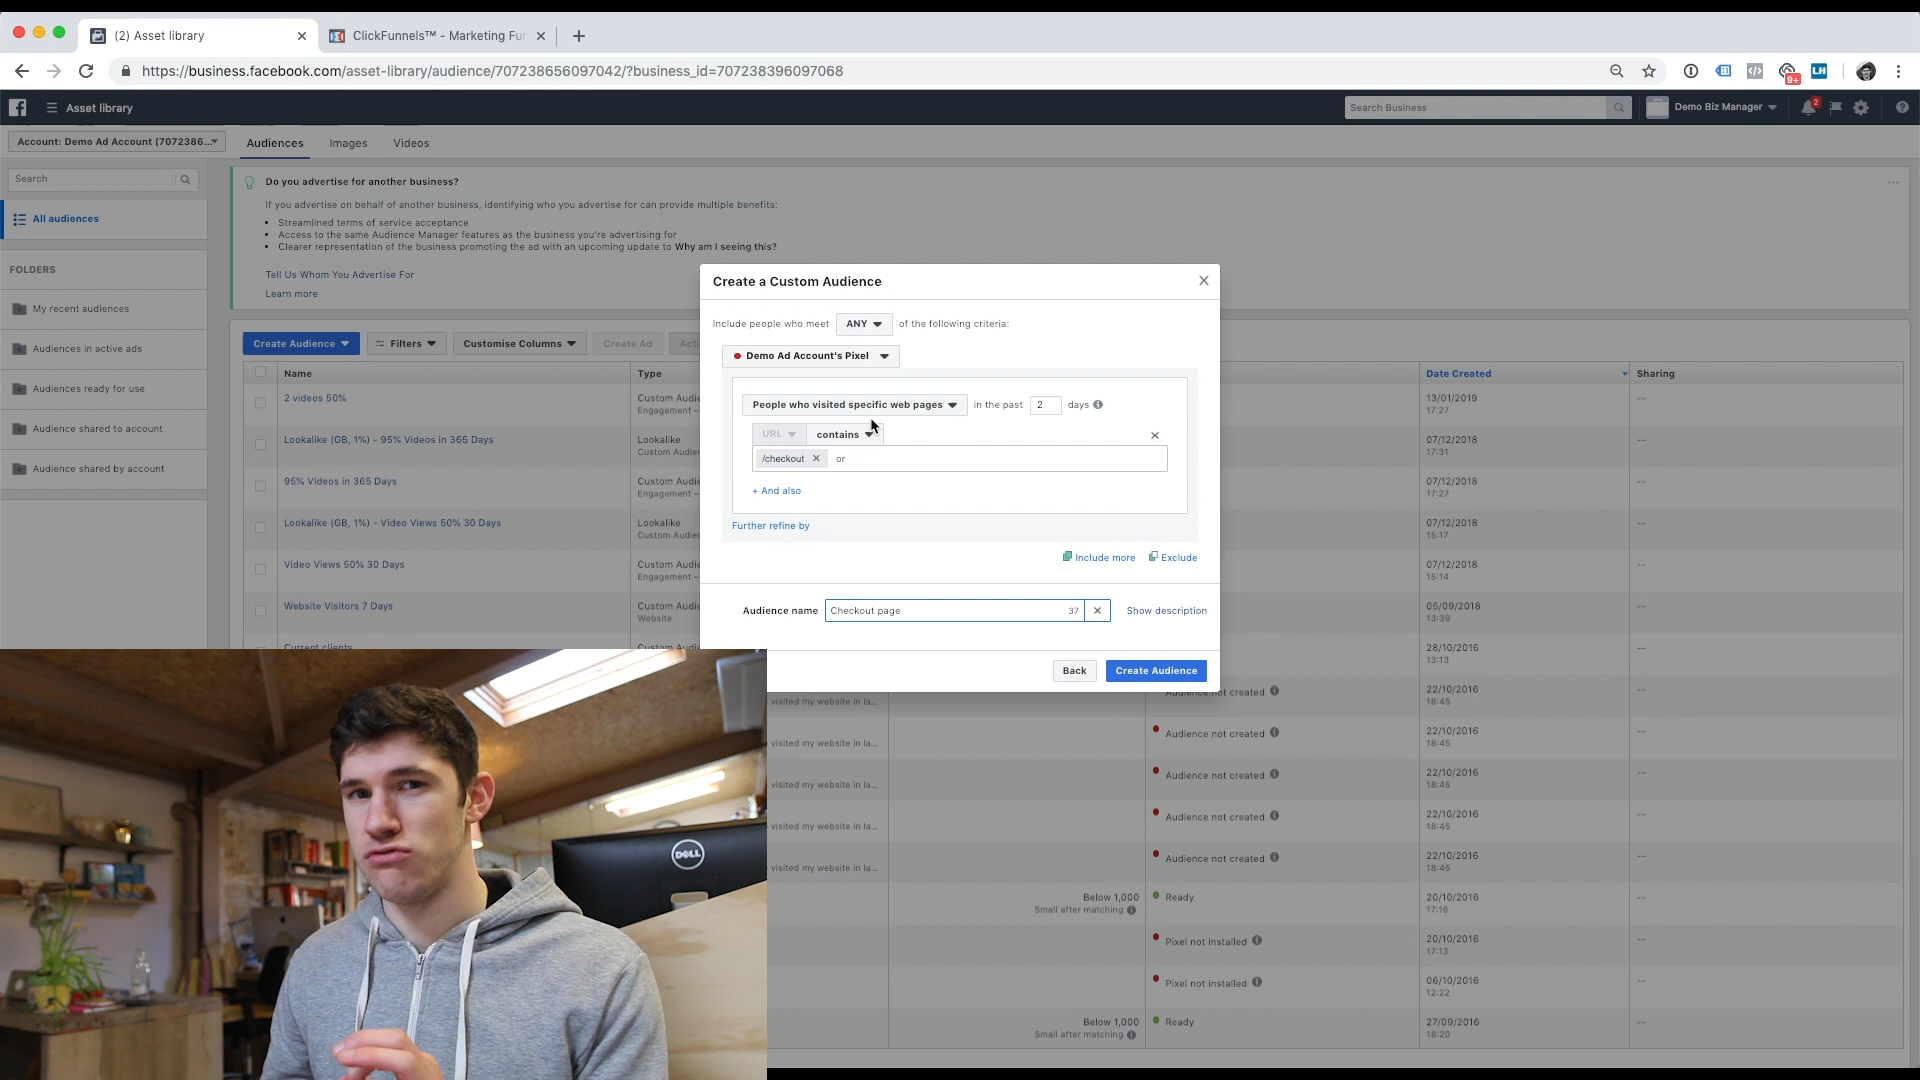 (2) Asset library
ClickFunnels™ - Marketing Fun
https://business.facebook.com/asset-library/audience/707238656097042/?business_id=707238396097068
9+
LH
Asset library
Search Business
Demo Biz Manager
2
Account: Demo Ad Account (7072386...
Audiences
Images
Videos
Search
All audiences
FOLDERS
My recent audiences
Audiences in active ads
Audiences ready for use
Audience shared to account
Audience shared by account
Do you advertise for another business?
If you advertise on behalf of another business, identifying who you advertise for can provide multiple benefits:
Streamlined terms of service acceptance
Access to the same Audience Manager features as the business you're advertising for
Clearer representation of the business promoting the ad with an upcoming update to Why am I seeing this?
Tell Us Whom You Advertise For
Learn more
Create Audience
Filters
Customise Columns
Create Ad
Acti
Name
Type
Date Created
Sharing
2 videos 50%
Custom Audie
Engagement –
13/01/2019
17:27
--
Lookalike (GB, 1%) - 95% Videos in 365 Days
Lookalike
Custom Audien
07/12/2018
17:31
--
95% Videos in 365 Days
Custom Audie
Engagement –
07/12/2018
17:27
--
Lookalike (GB, 1%) - Video Views 50% 30 Days
Lookalike
Custom Audien
07/12/2018
15:17
--
Video Views 50% 30 Days
Custom Audie
Engagement –
07/12/2018
15:14
--
Website Visitors 7 Days
Custom Audie
Website
05/09/2018
13:39
--
Current clients
Custom Audie
28/10/2016
13:13
--
Create a Custom Audience
Include people who meet ANY of the following criteria:
Demo Ad Account's Pixel
People who visited specific web pages in the past 2 days
URL contains
/checkout or
+ And also
Further refine by
Include more
Exclude
Audience name Checkout page 37 Show description
Back
Create Audience
visited my website in la...
Audience not created
22/10/2016
18:45
--
visited my website in la...
Audience not created
22/10/2016
18:45
--
visited my website in la...
Audience not created
22/10/2016
18:45
--
visited my website in la...
Audience not created
22/10/2016
18:45
--
visited my website in la...
Audience not created
22/10/2016
18:45
--
Below 1,000
Small after matching
Ready
20/10/2016
17:16
--
Pixel not installed
20/10/2016
17:13
--
Pixel not installed
06/10/2016
12:22
--
Below 1,000
Small after matching
Ready
27/09/2016
18:20
--
DELL